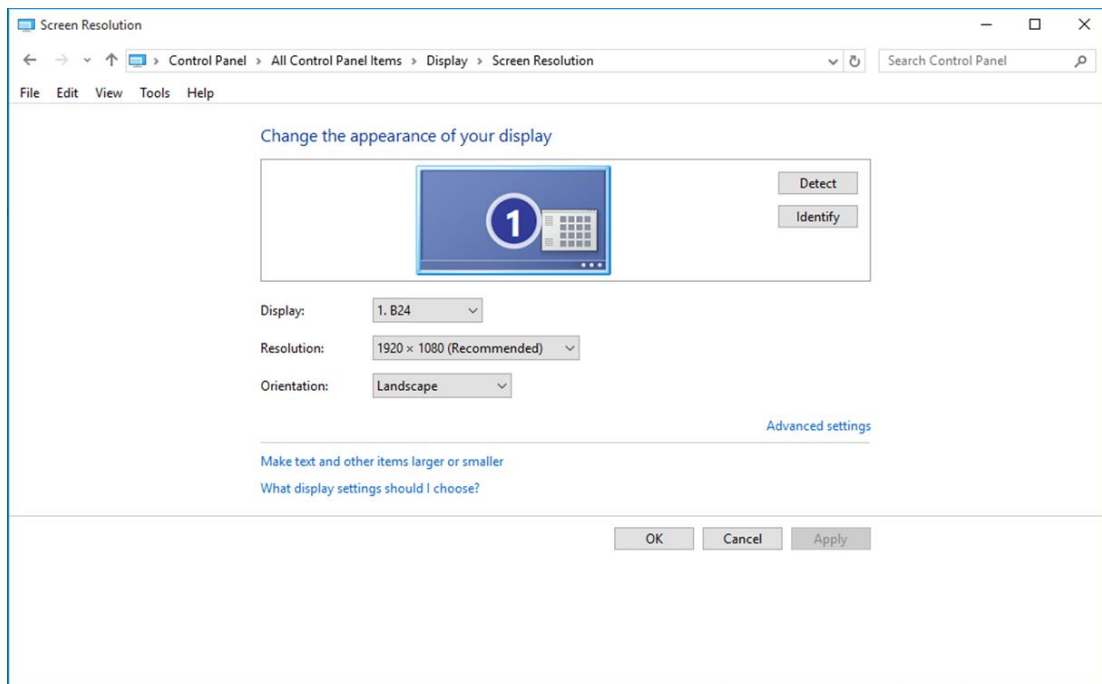 Screen Resolution
Control Panel > All Control Panel Items > Display > Screen Resolution
Search Control Panel
File Edit View Tools Help
Change the appearance of your display
1
Detect
Identify
Display: 1. B24
Resolution: 1920 × 1080 (Recommended)
Orientation: Landscape
Advanced settings
Make text and other items larger or smaller
What display settings should I choose?
OK Cancel Apply